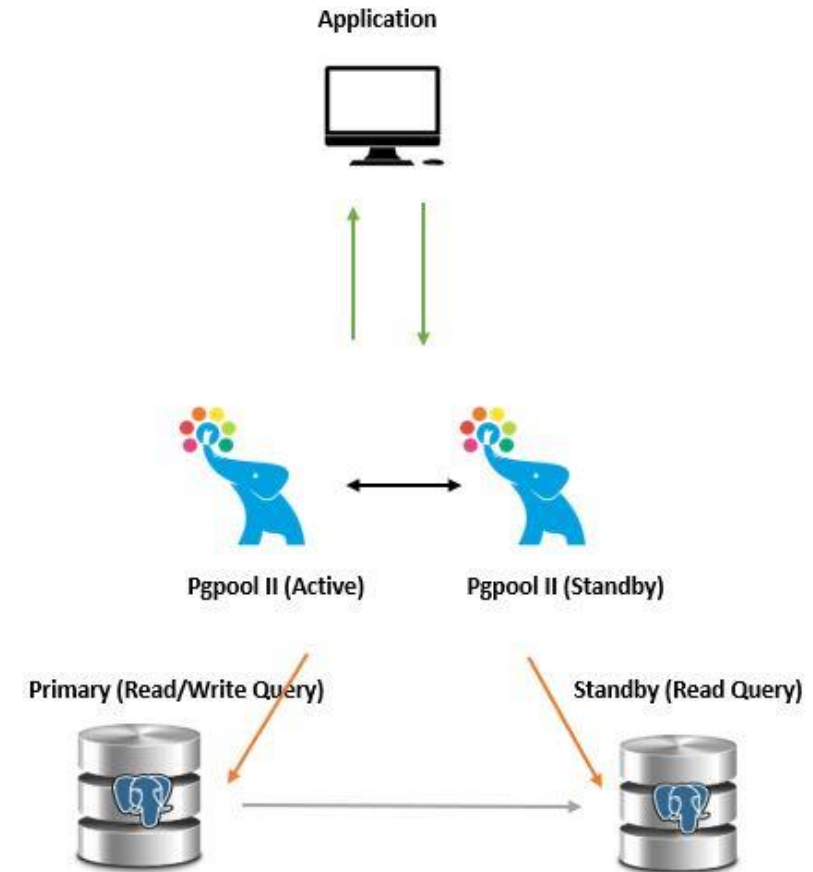 Application
Pgpool II (Active)
Pgpool II (Standby)
Primary (Read/Write Query)
Standby (Read Query)